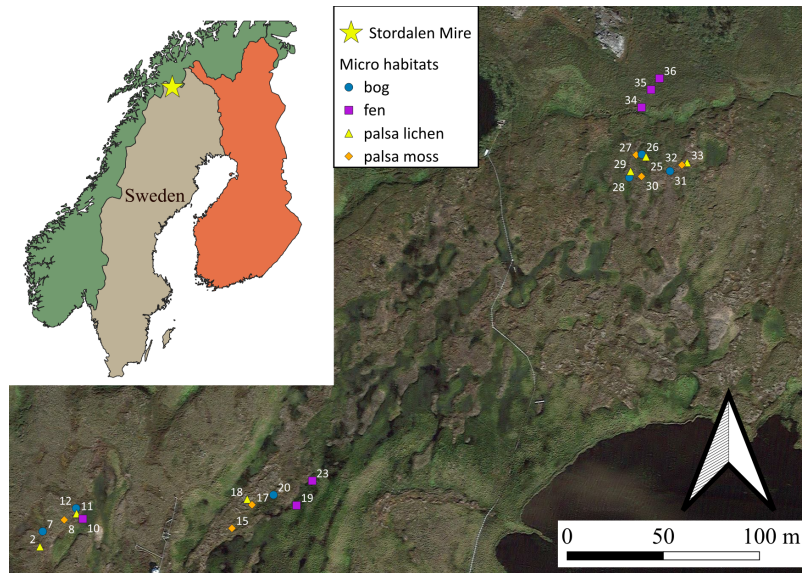 Stordalen Mire
Micro habitats
bog
fen
palsa lichen
palsa moss
Sweden
36
35
34
27 26
32 33
29 25
28 30 31
23
18 17 20
19
15
12 11
7 8 10
2
0 50 100 m